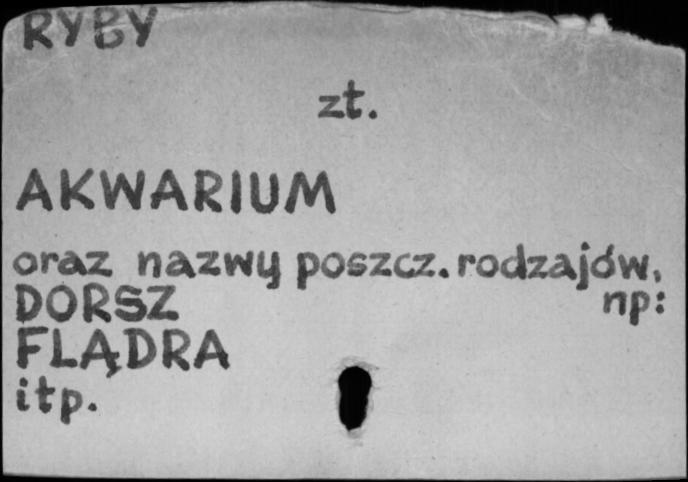 RYBY
zt.
AKWARIUM
oraz nazwy poszcz. rodzajów,
DORSZ np:
FLĄDRA
itp.